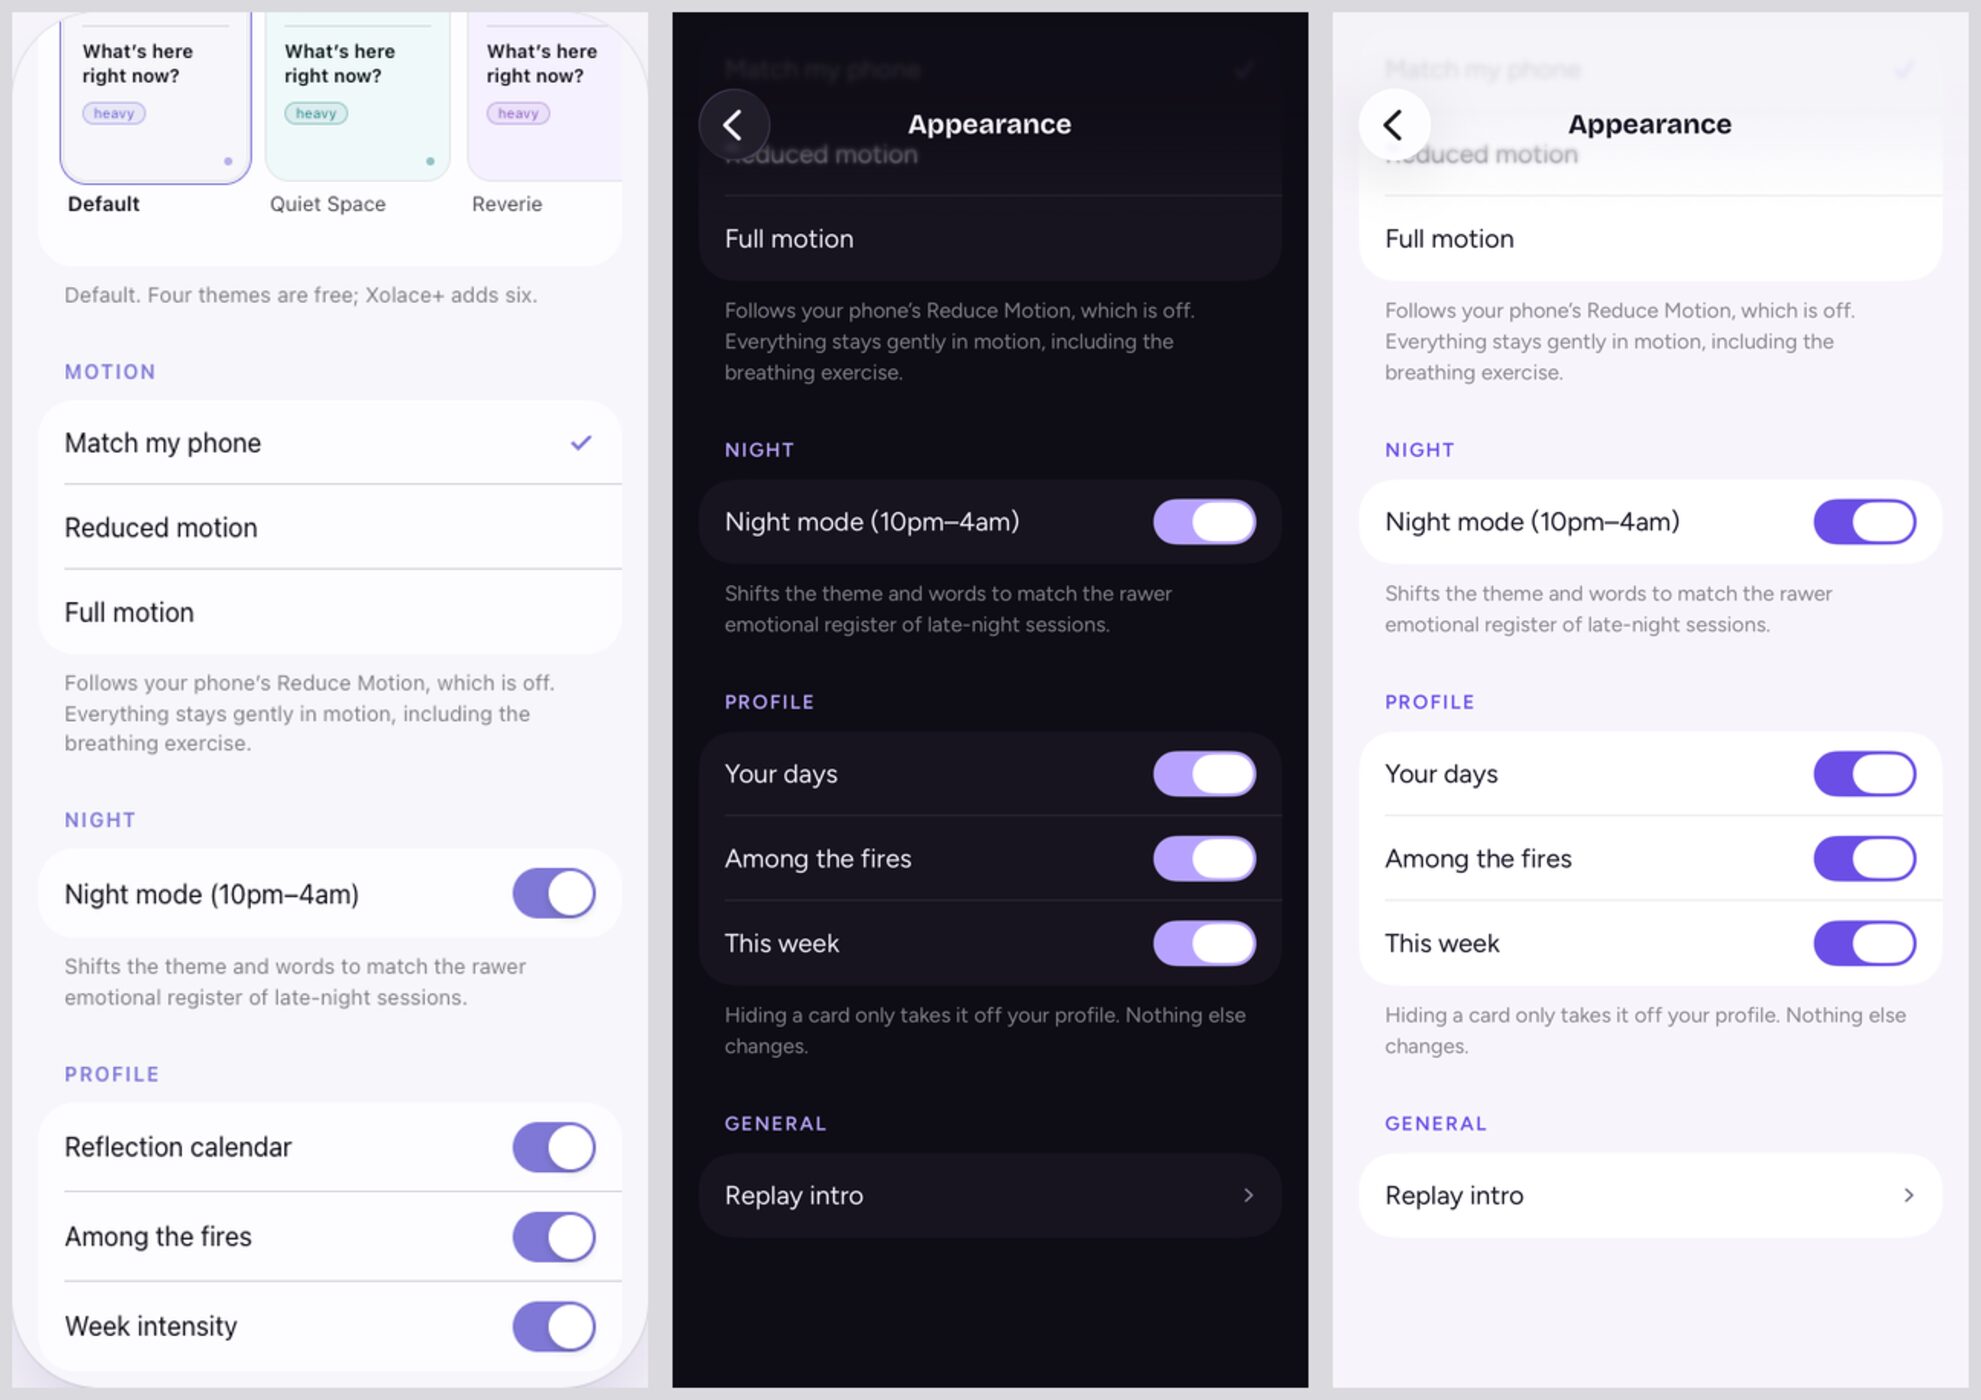 What's here
right now?
heavy
What's here
right now?
heavy
What's here
right now?
heavy
Default
Quiet Space
Reverie
Default. Four themes are free; Xolace+ adds six.
MOTION
Match my phone
Reduced motion
Full motion
Follows your phone's Reduce Motion, which is off.
Everything stays gently in motion, including the
breathing exercise.
NIGHT
Night mode (10pm–4am)
Shifts the theme and words to match the rawer
emotional register of late-night sessions.
PROFILE
Reflection calendar
Among the fires
Week intensity
Match my phone
Appearance
Reduced motion
Full motion
Follows your phone's Reduce Motion, which is off.
Everything stays gently in motion, including the
breathing exercise.
NIGHT
Night mode (10pm–4am)
Shifts the theme and words to match the rawer
emotional register of late-night sessions.
PROFILE
Your days
Among the fires
This week
Hiding a card only takes it off your profile. Nothing else
changes.
GENERAL
Replay intro
Match my phone
Appearance
Reduced motion
Full motion
Follows your phone's Reduce Motion, which is off.
Everything stays gently in motion, including the
breathing exercise.
NIGHT
Night mode (10pm–4am)
Shifts the theme and words to match the rawer
emotional register of late-night sessions.
PROFILE
Your days
Among the fires
This week
Hiding a card only takes it off your profile. Nothing else
changes.
GENERAL
Replay intro